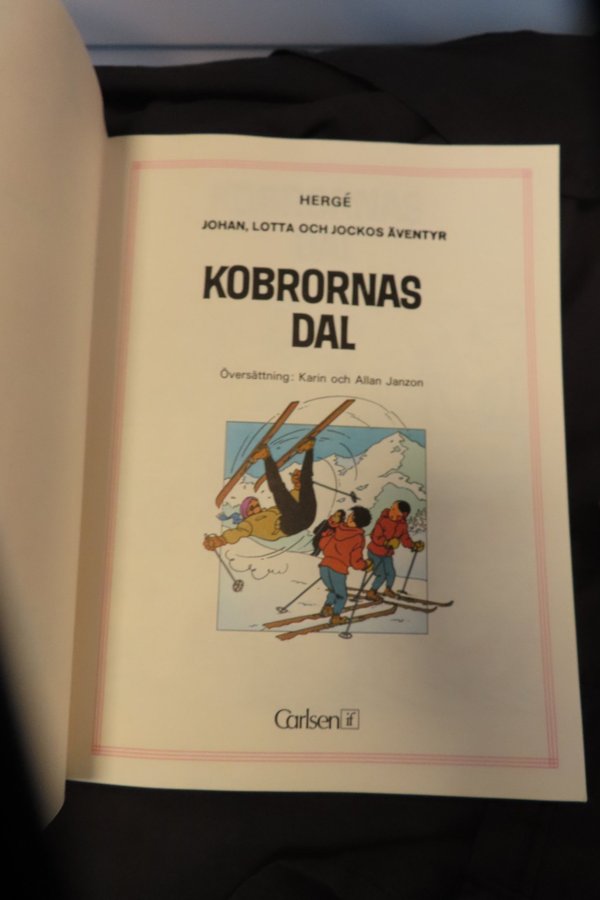 HERGÉ
JOHAN, LOTTA OCH JOCKOS ÄVENTYR
KOBRORNAS
DAL
Översättning: Karin och Allan Janzon
Carlsen if